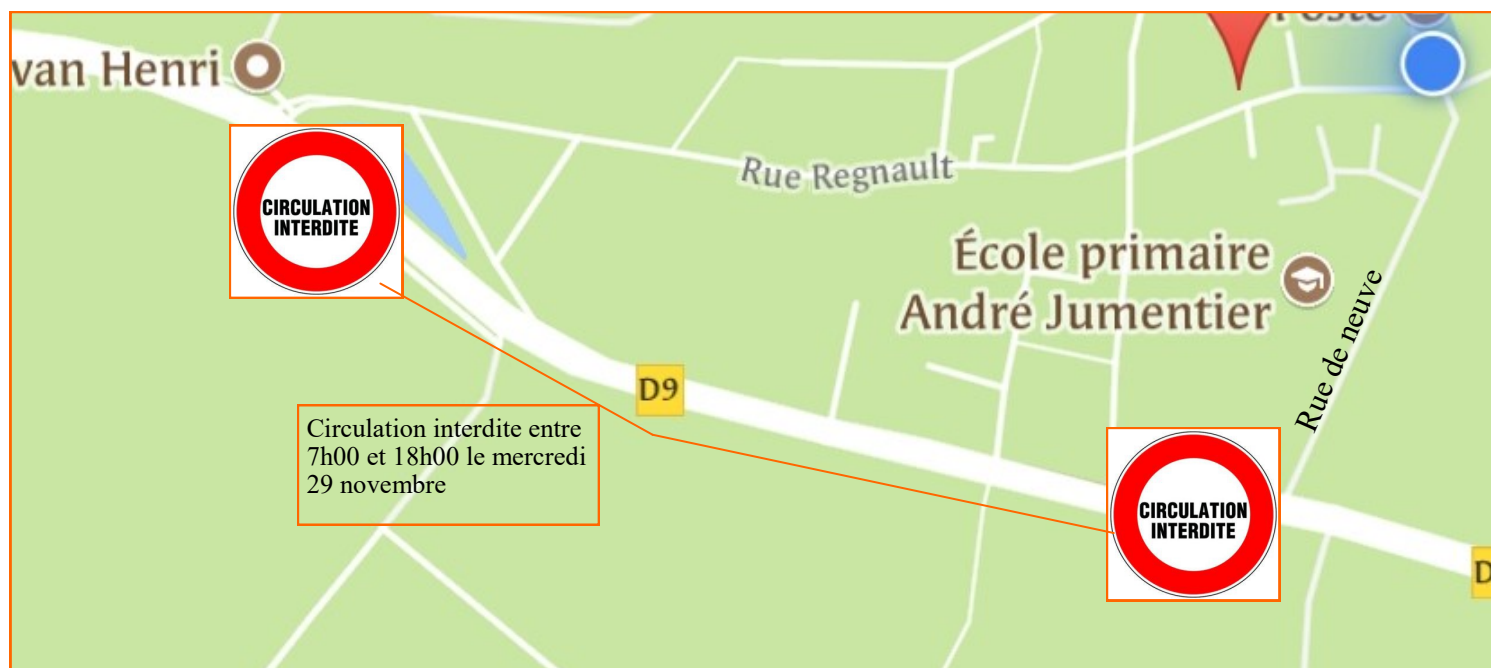 Poste
van Henri
CIRCULATION
INTERDITE
Rue Regnault
École primaire
André Jumentier
Rue de neuve
D9
Circulation interdite entre
7h00 et 18h00 le mercredi
29 novembre
CIRCULATION
INTERDITE
D